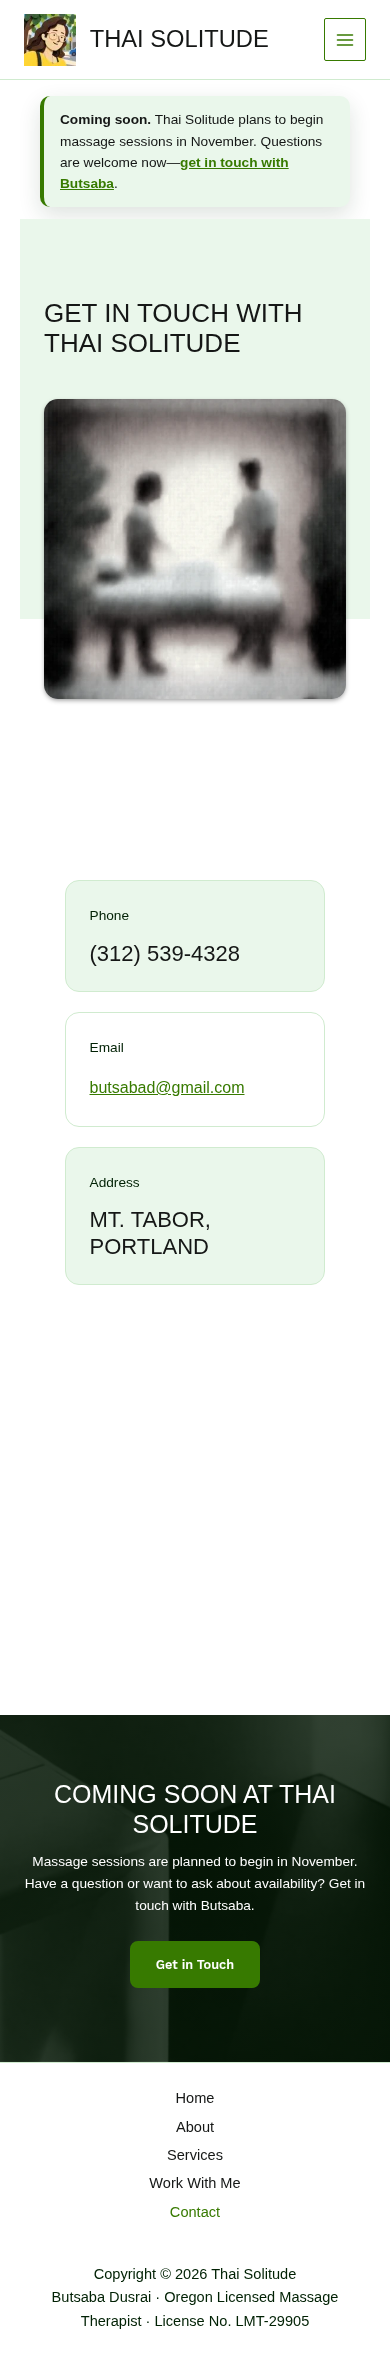 THAI SOLITUDE
Coming soon. Thai Solitude plans to begin
massage sessions in November. Questions
are welcome now—get in touch with
Butsaba.
GET IN TOUCH WITH
THAI SOLITUDE
Phone
(312) 539-4328
Email
butsabad@gmail.com
Address
MT. TABOR,
PORTLAND
COMING SOON AT THAI
SOLITUDE
Massage sessions are planned to begin in November.
Have a question or want to ask about availability? Get in
touch with Butsaba.
Get in Touch
Home
About
Services
Work With Me
Contact
Copyright © 2026 Thai Solitude
Butsaba Dusrai · Oregon Licensed Massage
Therapist · License No. LMT-29905